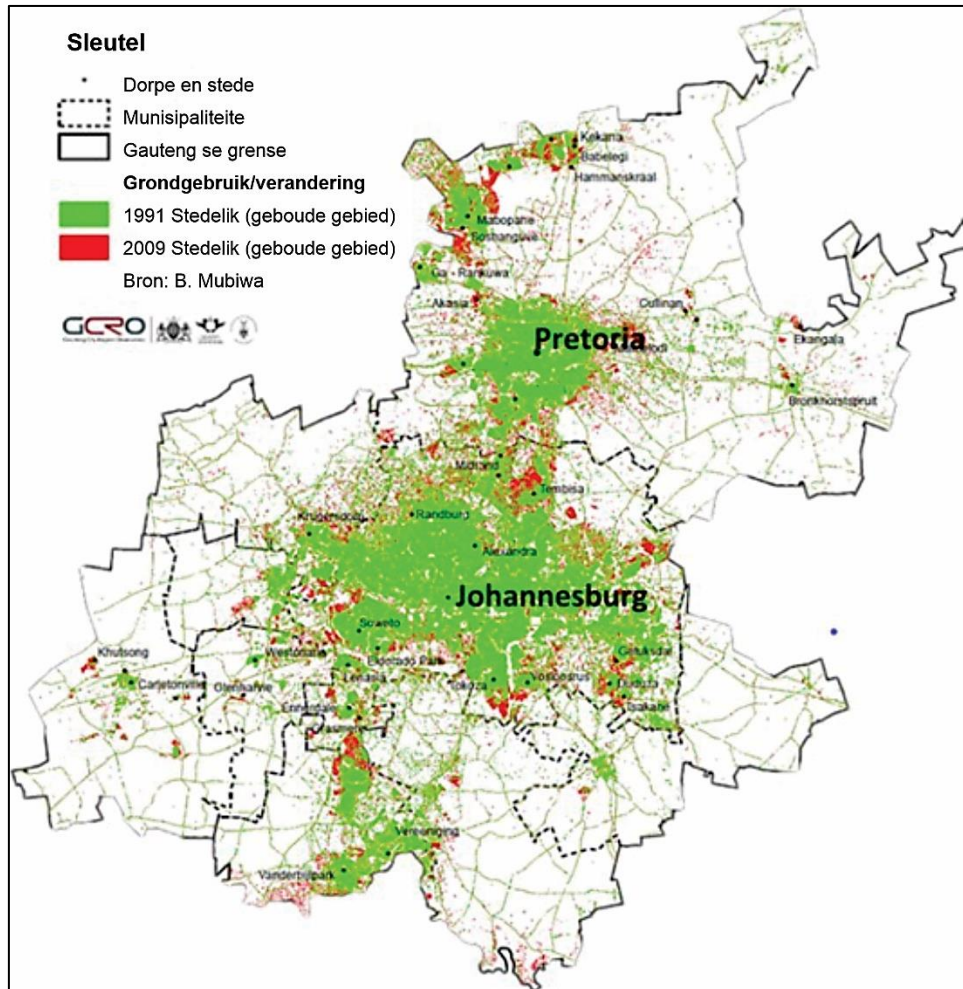 Sleutel
Dorpe en stede
Munisipaliteite
Gauteng se grense
Grondgebruik/verandering
1991 Stedelik (geboude gebied)
2009 Stedelik (geboude gebied)
Bron: B. Mubiwa
GCRO
Kekana
Babelegi
Hammanskraal
Mabopane
Soshanguve
Ga - Rankuwa
Akasia
Cullinan
Pretoria
Ekangala
Bronkhorstspruit
Midrand
Tembisa
Krugersdorp
Randburg
Alexandra
Johannesburg
Soweto
Khutsong
Westonaria
Eldorado Park
Carletonville
Glenharvie
Lenasia
Tokoza
Vosloorus
Duduza
Tsakane
Ennerdale
Vereeniging
Vanderbijlpark